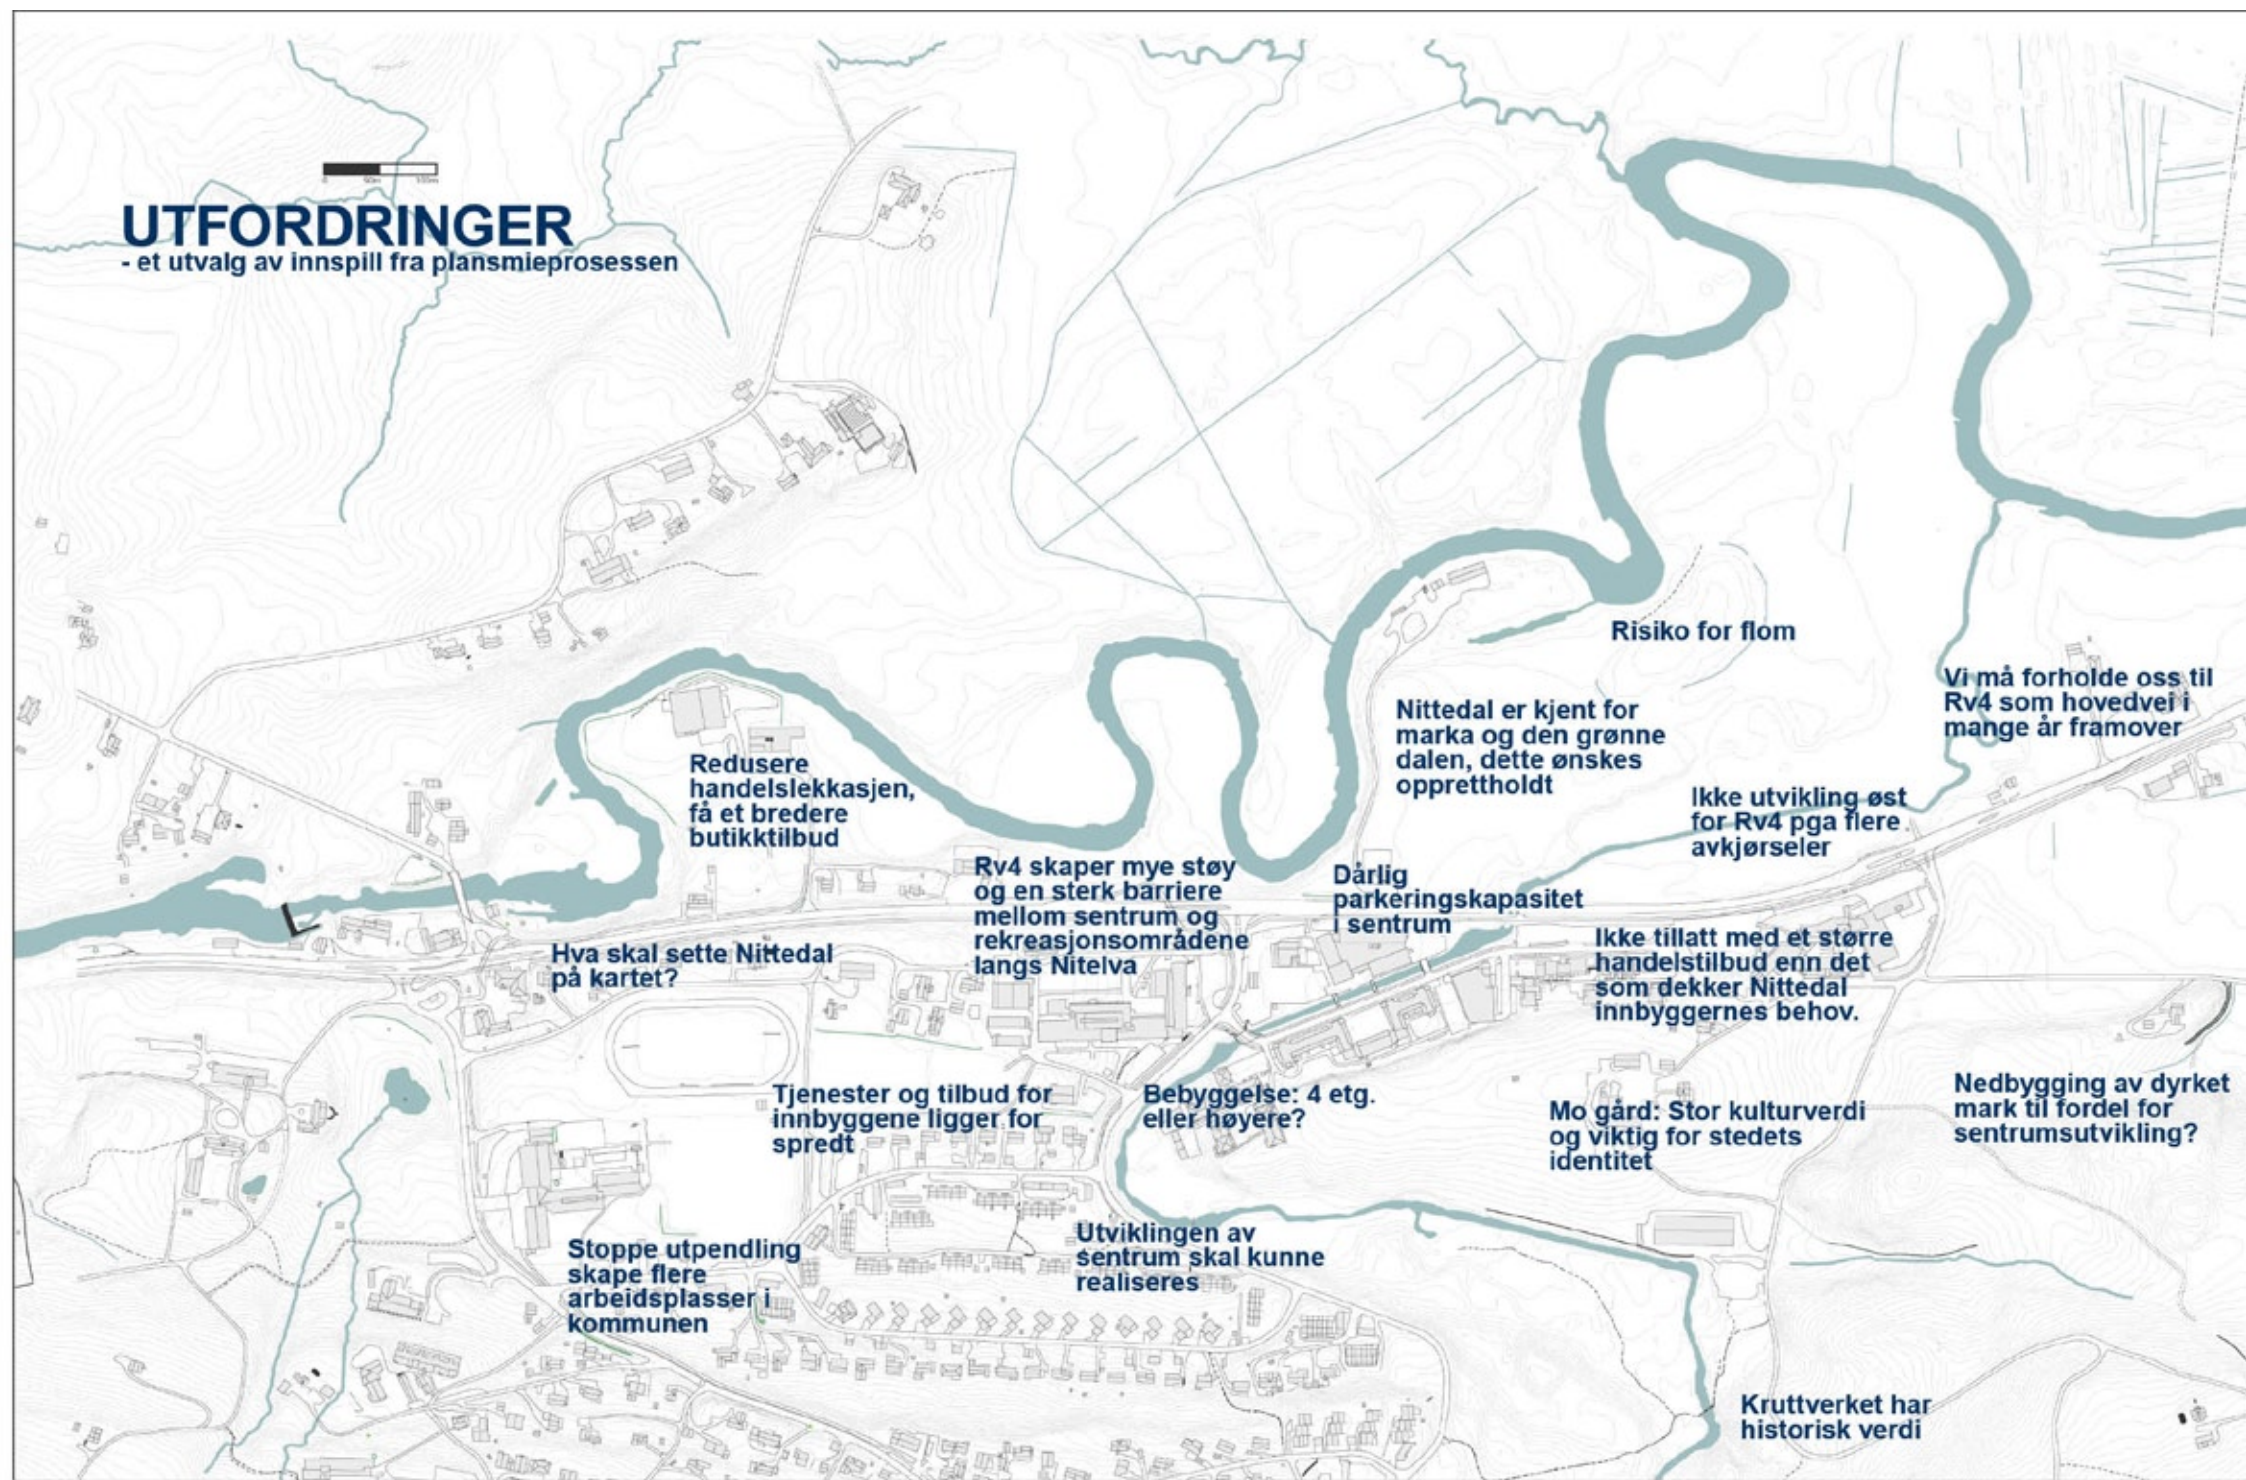 0 50m 100m
UTFORDRINGER
- et utvalg av innspill fra plansmieprosessen
Risiko for flom
Vi må forholde oss til
Rv4 som hovedvei i
mange år framover
Nittedal er kjent for
marka og den grønne
dalen, dette ønskes
opprettholdt
Redusere
handelslekkasjen,
få et bredere
butikktilbud
Ikke utvikling øst
for Rv4 pga flere
avkjørseler
Rv4 skaper mye støy
og en sterk barriere
mellom sentrum og
rekreasjonsområdene
langs Nitelva
Dårlig
parkeringskapasitet
i sentrum
Ikke tillatt med et større
handelstilbud enn det
som dekker Nittedal
innbyggernes behov.
Hva skal sette Nittedal
på kartet?
Tjenester og tilbud for
innbyggene ligger for
spredt
Bebyggelse: 4 etg.
eller høyere?
Mo gård: Stor kulturverdi
og viktig for stedets
identitet
Nedbygging av dyrket
mark til fordel for
sentrumsutvikling?
Stoppe utpendling
skape flere
arbeidsplasser i
kommunen
Utviklingen av
sentrum skal kunne
realiseres
Kruttverket har
historisk verdi